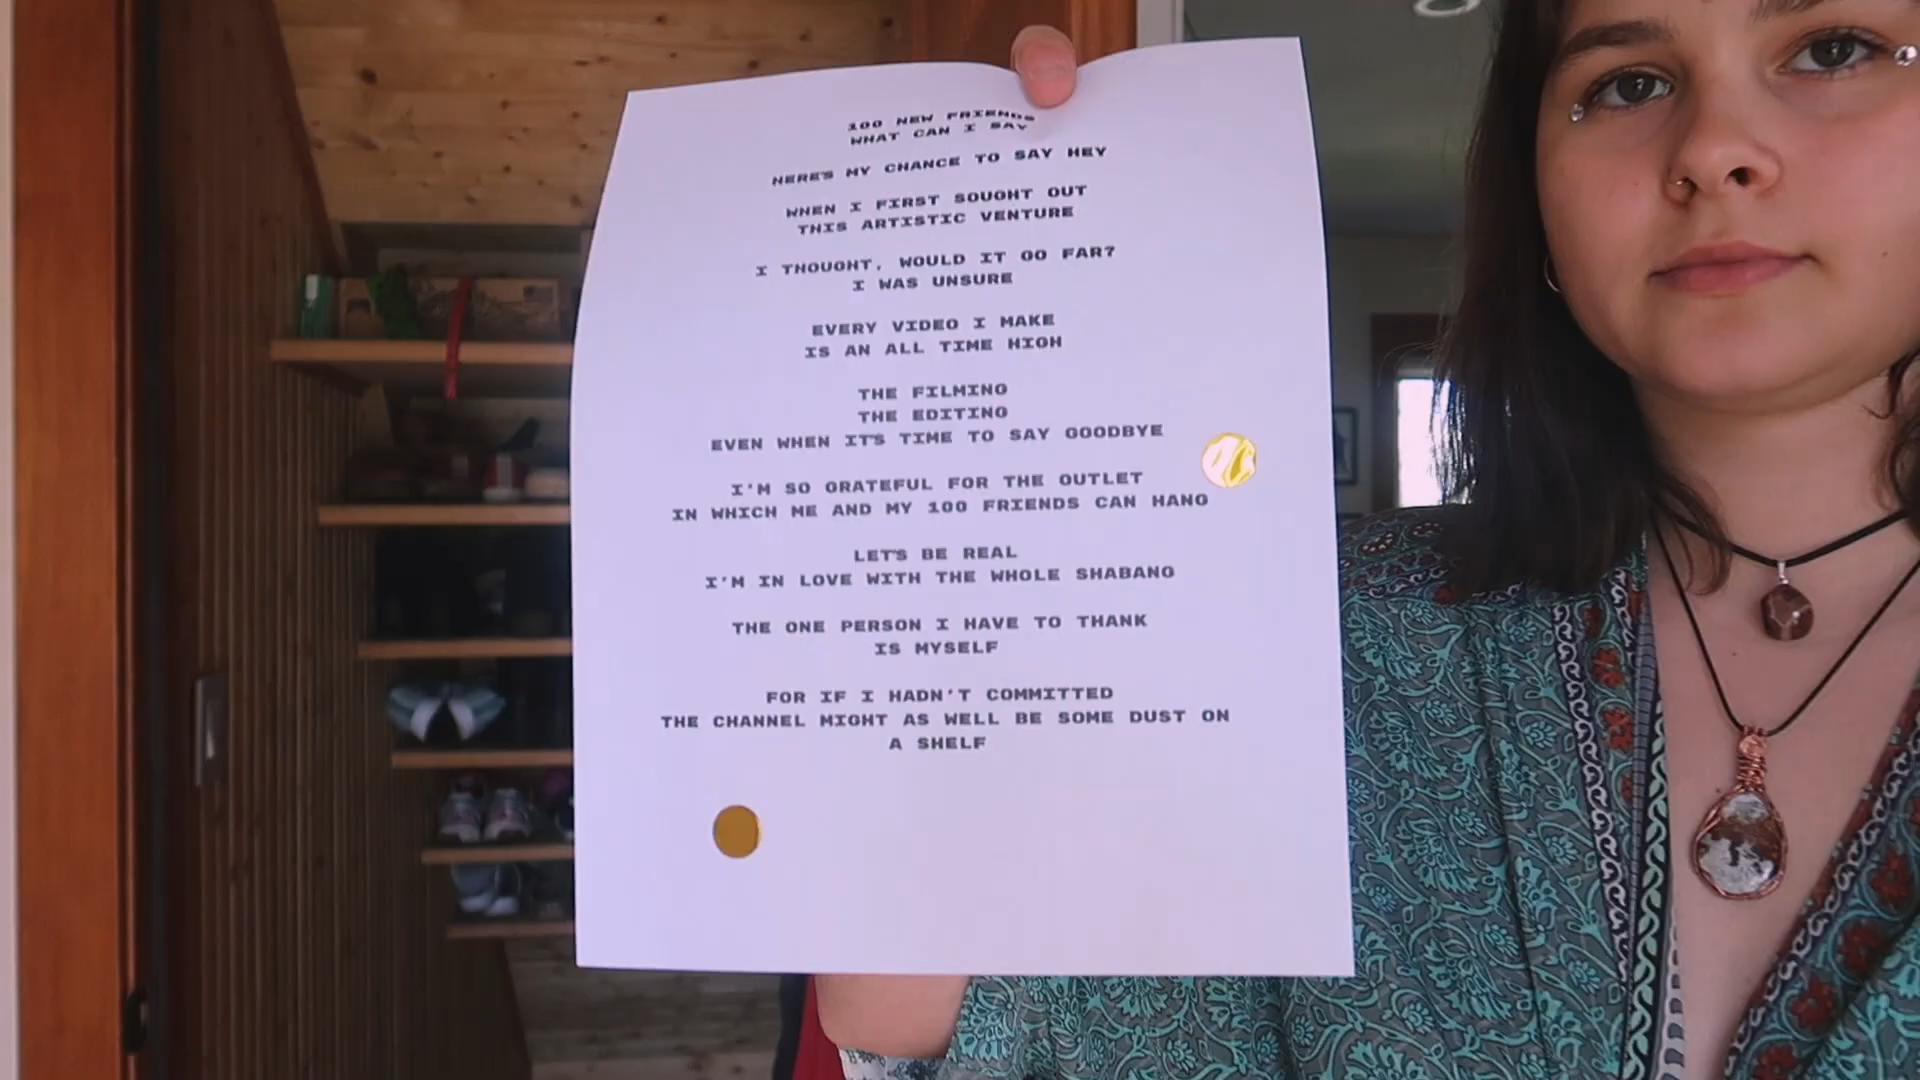 100 NEW FRIENDS
WHAT CAN I SAY
HERE'S MY CHANCE TO SAY HEY
WHEN I FIRST SOUGHT OUT
THIS ARTISTIC VENTURE
I THOUGHT, WOULD IT GO FAR?
I WAS UNSURE
EVERY VIDEO I MAKE
IS AN ALL TIME HIGH
THE FILMING
THE EDITING
EVEN WHEN IT'S TIME TO SAY GOODBYE
I'M SO GRATEFUL FOR THE OUTLET
IN WHICH ME AND MY 100 FRIENDS CAN HANG
LET'S BE REAL
I'M IN LOVE WITH THE WHOLE SHABANG
THE ONE PERSON I HAVE TO THANK
IS MYSELF
FOR IF I HADN'T COMMITTED
THE CHANNEL MIGHT AS WELL BE SOME DUST ON
A SHELF